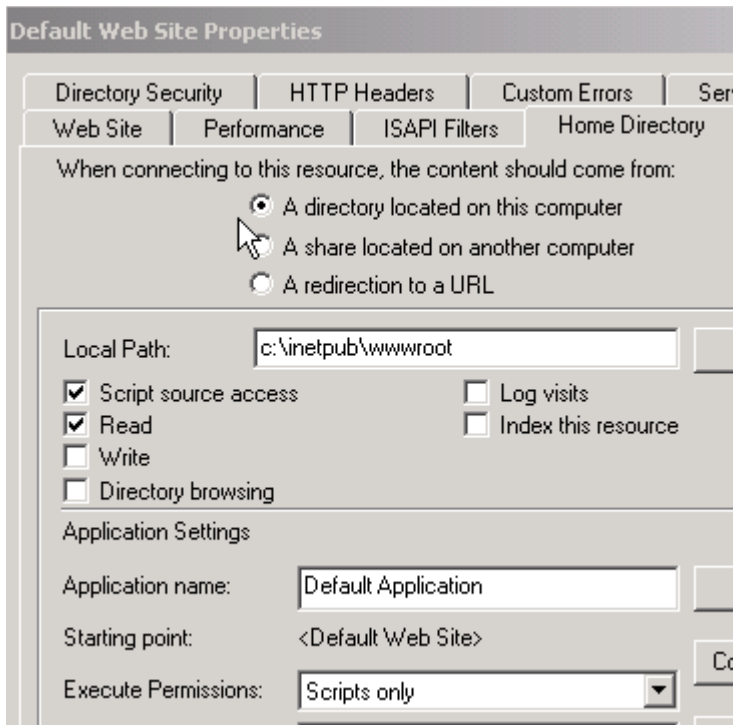 Default Web Site Properties
Directory Security HTTP Headers Custom Errors Ser
Web Site Performance ISAPI Filters Home Directory
When connecting to this resource, the content should come from:
A directory located on this computer
A share located on another computer
A redirection to a URL
Local Path: c:\inetpub\wwwroot
Script source access Log visits
Read Index this resource
Write
Directory browsing
Application Settings
Application name: Default Application
Starting point: <Default Web Site>
Co
Execute Permissions: Scripts only